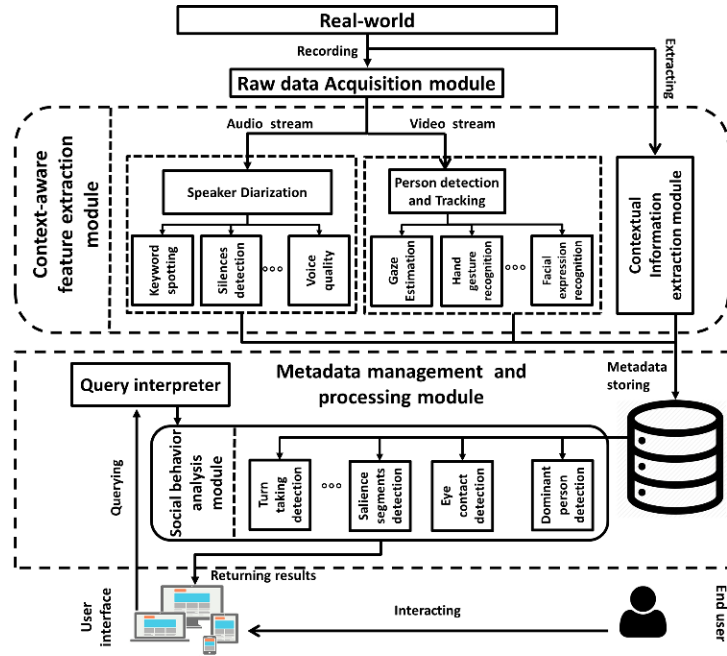 Real-world
Recording
Extracting
Raw data Acquisition module
Audio stream
Video stream
Context-aware
feature extraction
module
Speaker Diarization
Person detection
and Tracking
Keyword
spotting
Silences
detection
Voice
quality
Gaze
Estimation
Hand
gesture
recognition
Facial
expression
recognition
Contextual
Information
extraction module
Query interpreter
Metadata management and
processing module
Metadata
storing
Querying
Social behavior
analysis
module
Turn
taking
detection
Salience
segments
detection
Eye
contact
detection
Dominant
person
detection
Returning results
User
interface
Interacting
End user